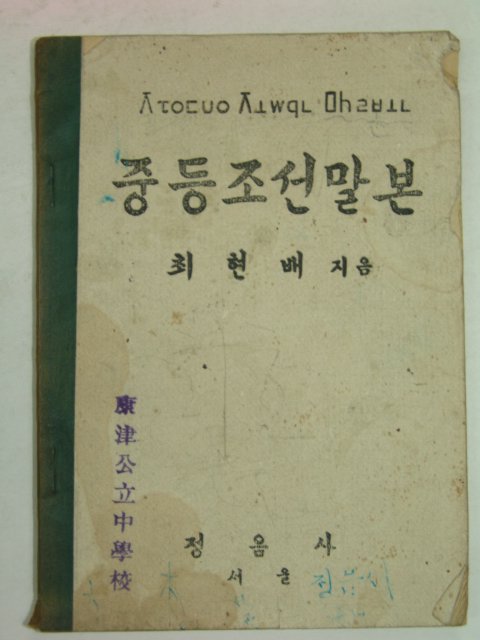 중등조선말본
최현배 지음
康津公立中學校
정음사
서울